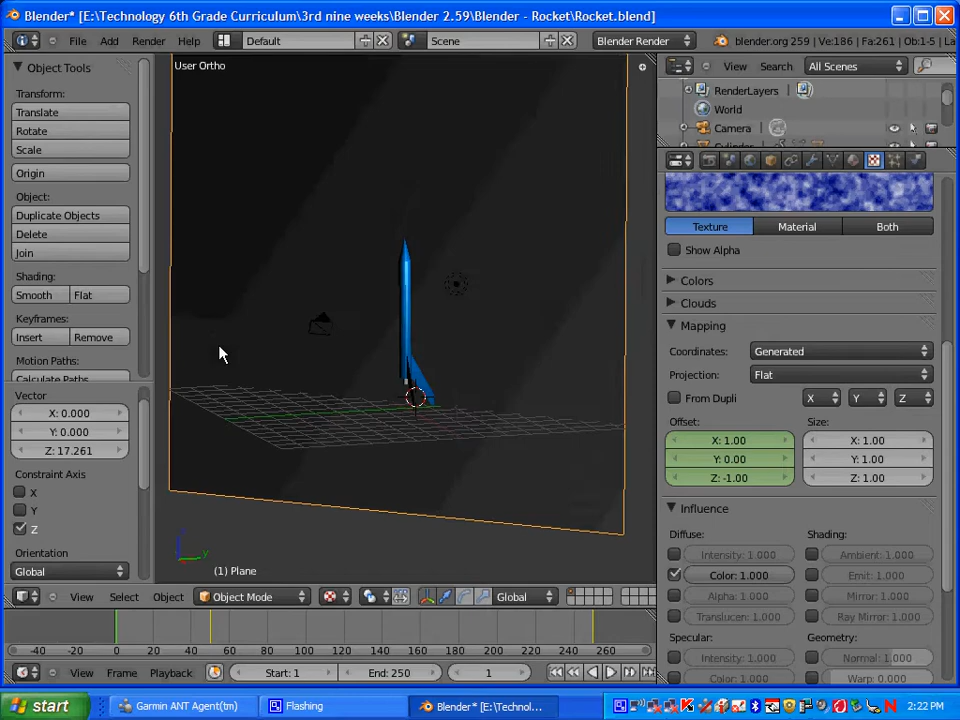 Blender* [E:\Technology 6th Grade Curriculum\3rd nine weeks\Blender 2.59\Blender - Rocket\Rocket.blend]
File Add Render Help Default Scene Blender Render blender.org 259 | Ve:186 | Fa:261 | Ob:1-5 | La
Object Tools
Transform:
Translate
Rotate
Scale
Origin
Object:
Duplicate Objects
Delete
Join
Shading:
Smooth Flat
Keyframes:
Insert Remove
Motion Paths:
Calculate Paths
Vector
X: 0.000
Y: 0.000
Z: 17.261
Constraint Axis
X
Y
Z
Orientation
Global
User Ortho
z
y
(1) Plane
View Select Object Object Mode Global
-40 -20 0 20 40 60 80 100 120 140 160 180 200 220 240 260
View Frame Playback Start: 1 End: 250 1
View Search All Scenes
RenderLayers
World
Camera
Texture Material Both
Show Alpha
Colors
Clouds
Mapping
Coordinates: Generated
Projection: Flat
From Dupli X Y Z
Offset: Size:
X: 1.00 X: 1.00
Y: 0.00 Y: 1.00
Z: -1.00 Z: 1.00
Influence
Diffuse: Shading:
Intensity: 1.000 Ambient: 1.000
Color: 1.000 Emit: 1.000
Alpha: 1.000 Mirror: 1.000
Translucen: 1.000 Ray Mirror: 1.000
Specular: Geometry:
Intensity: 1.000 Normal: 1.000
Color: 1.000 Warp: 0.000
start Garmin ANT Agent(tm) Flashing Blender* [E:\Technol... 2:22 PM